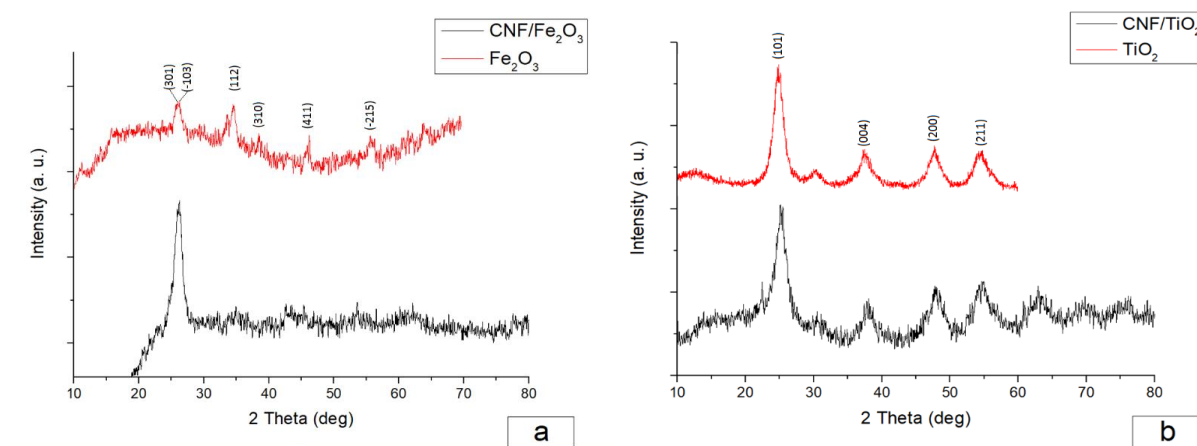 CNF/Fe₂O₃
Fe₂O₃
(301)
(-103)
(112)
(310)
(411)
(-215)
Intensity (a. u.)
10 20 30 40 50 60 70 80
2 Theta (deg)
a
CNF/TiO₂
TiO₂
(101)
(004)
(200)
(211)
Intensity (a. u.)
10 20 30 40 50 60 70 80
2 Theta (deg)
b